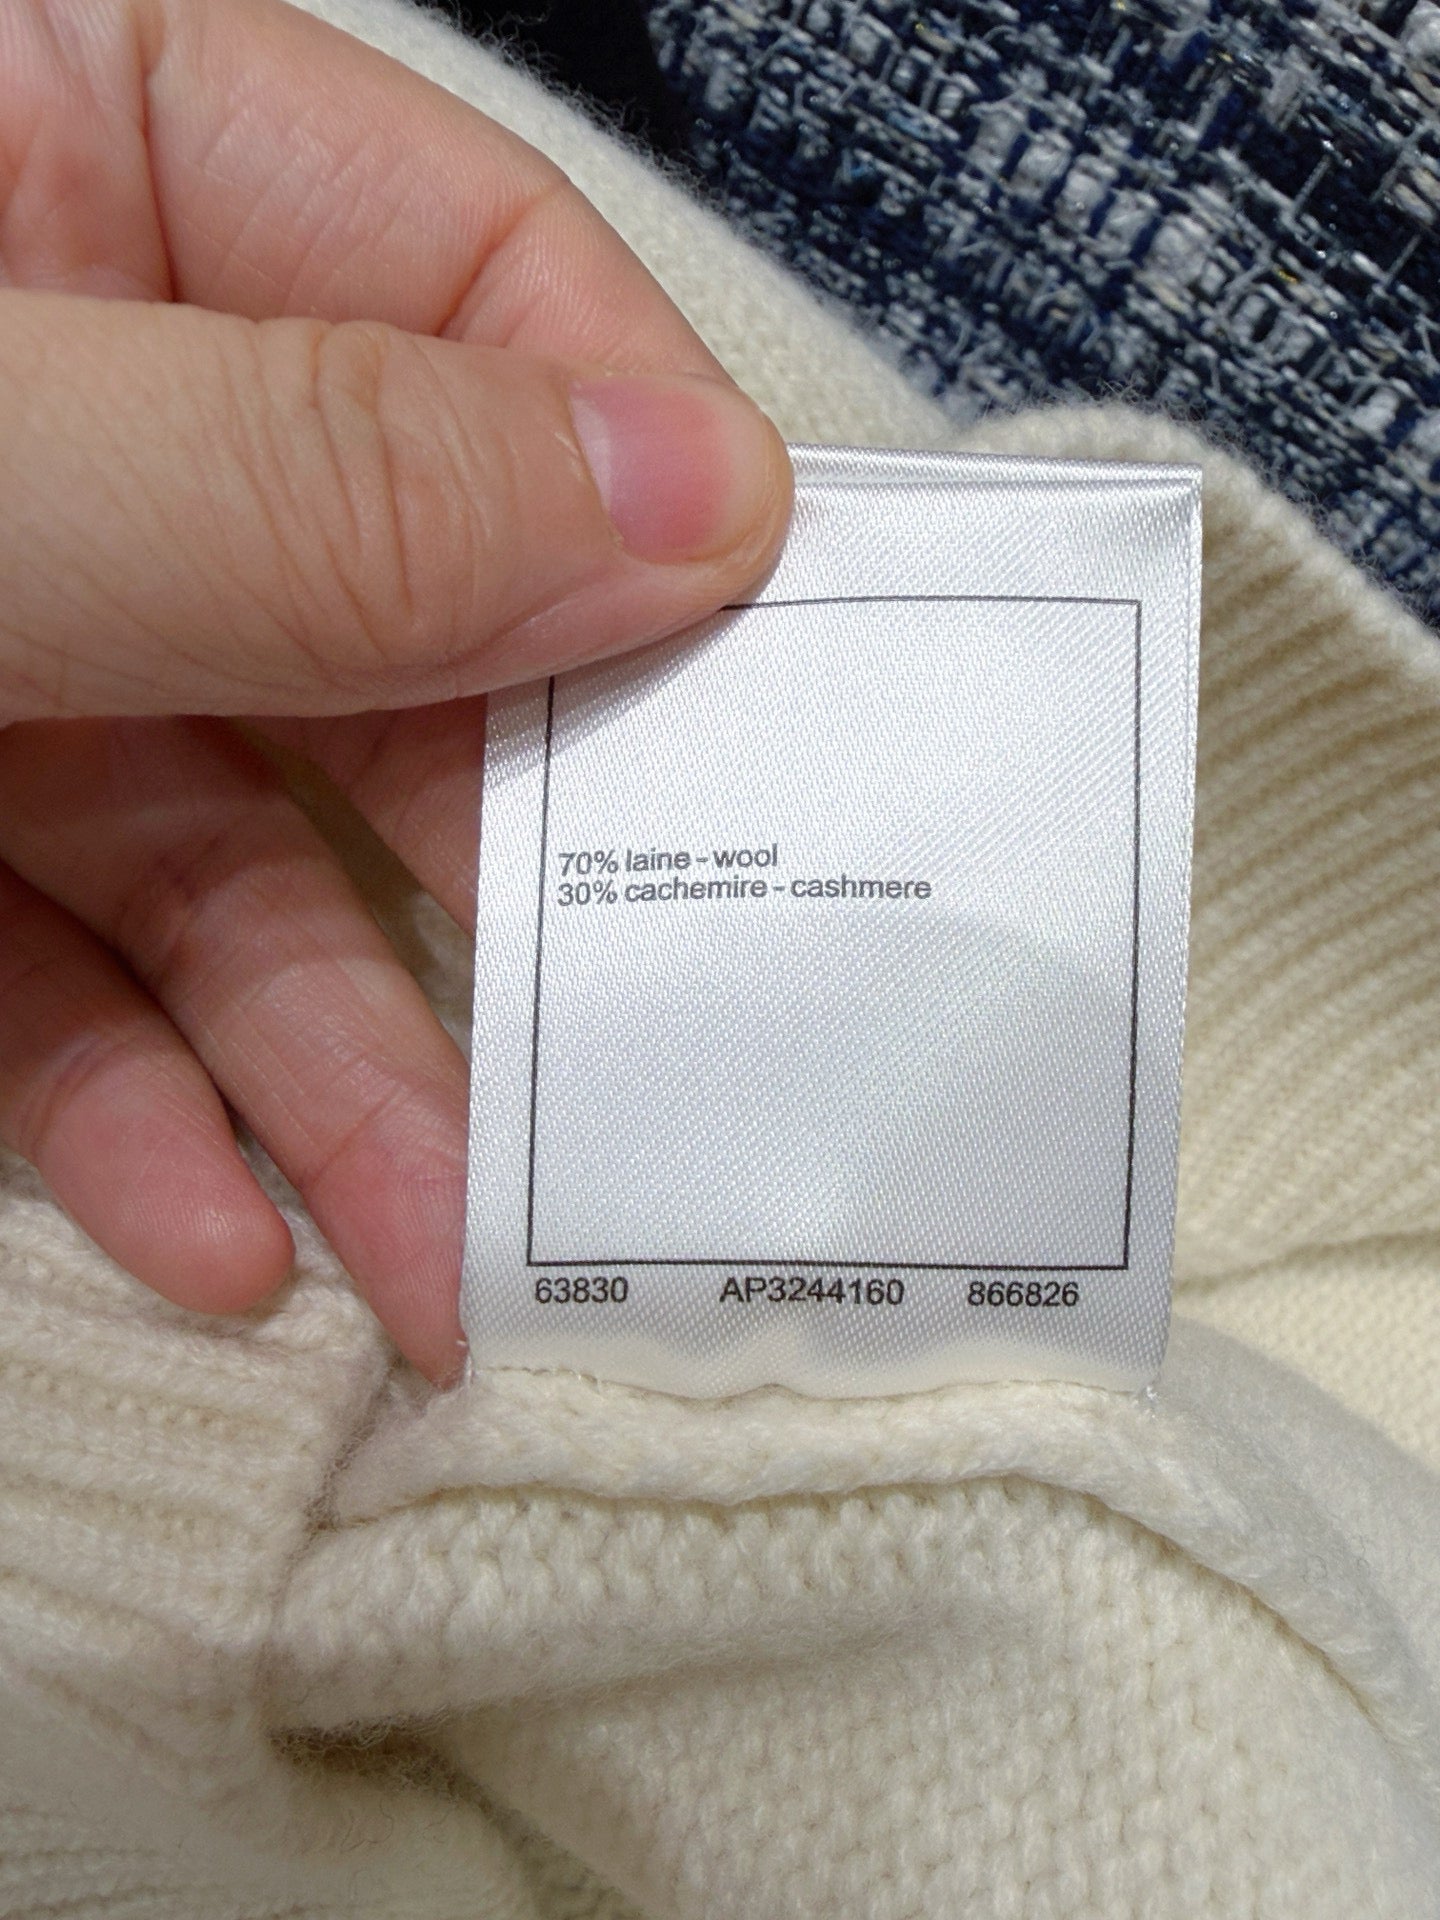 70% laine - wool
30% cachemire - cashmere
63830 AP3244160 866826